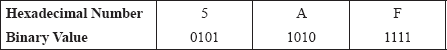 Hexadecimal Number 5 A F
Binary Value 0101 1010 1111